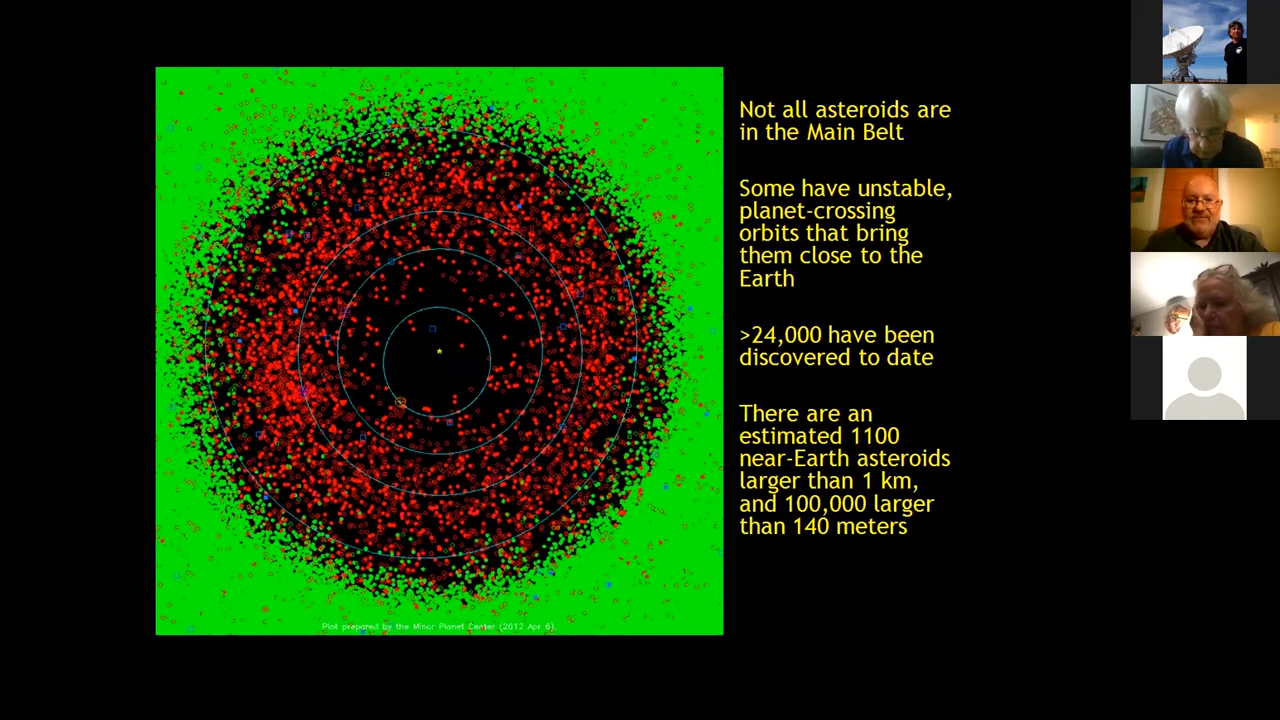 Not all asteroids are
in the Main Belt
Some have unstable,
planet-crossing
orbits that bring
them close to the
Earth
>24,000 have been
discovered to date
There are an
estimated 1100
near-Earth asteroids
larger than 1 km,
and 100,000 larger
than 140 meters
Plot prepared by the Minor Planet Center (2012 Apr 6).